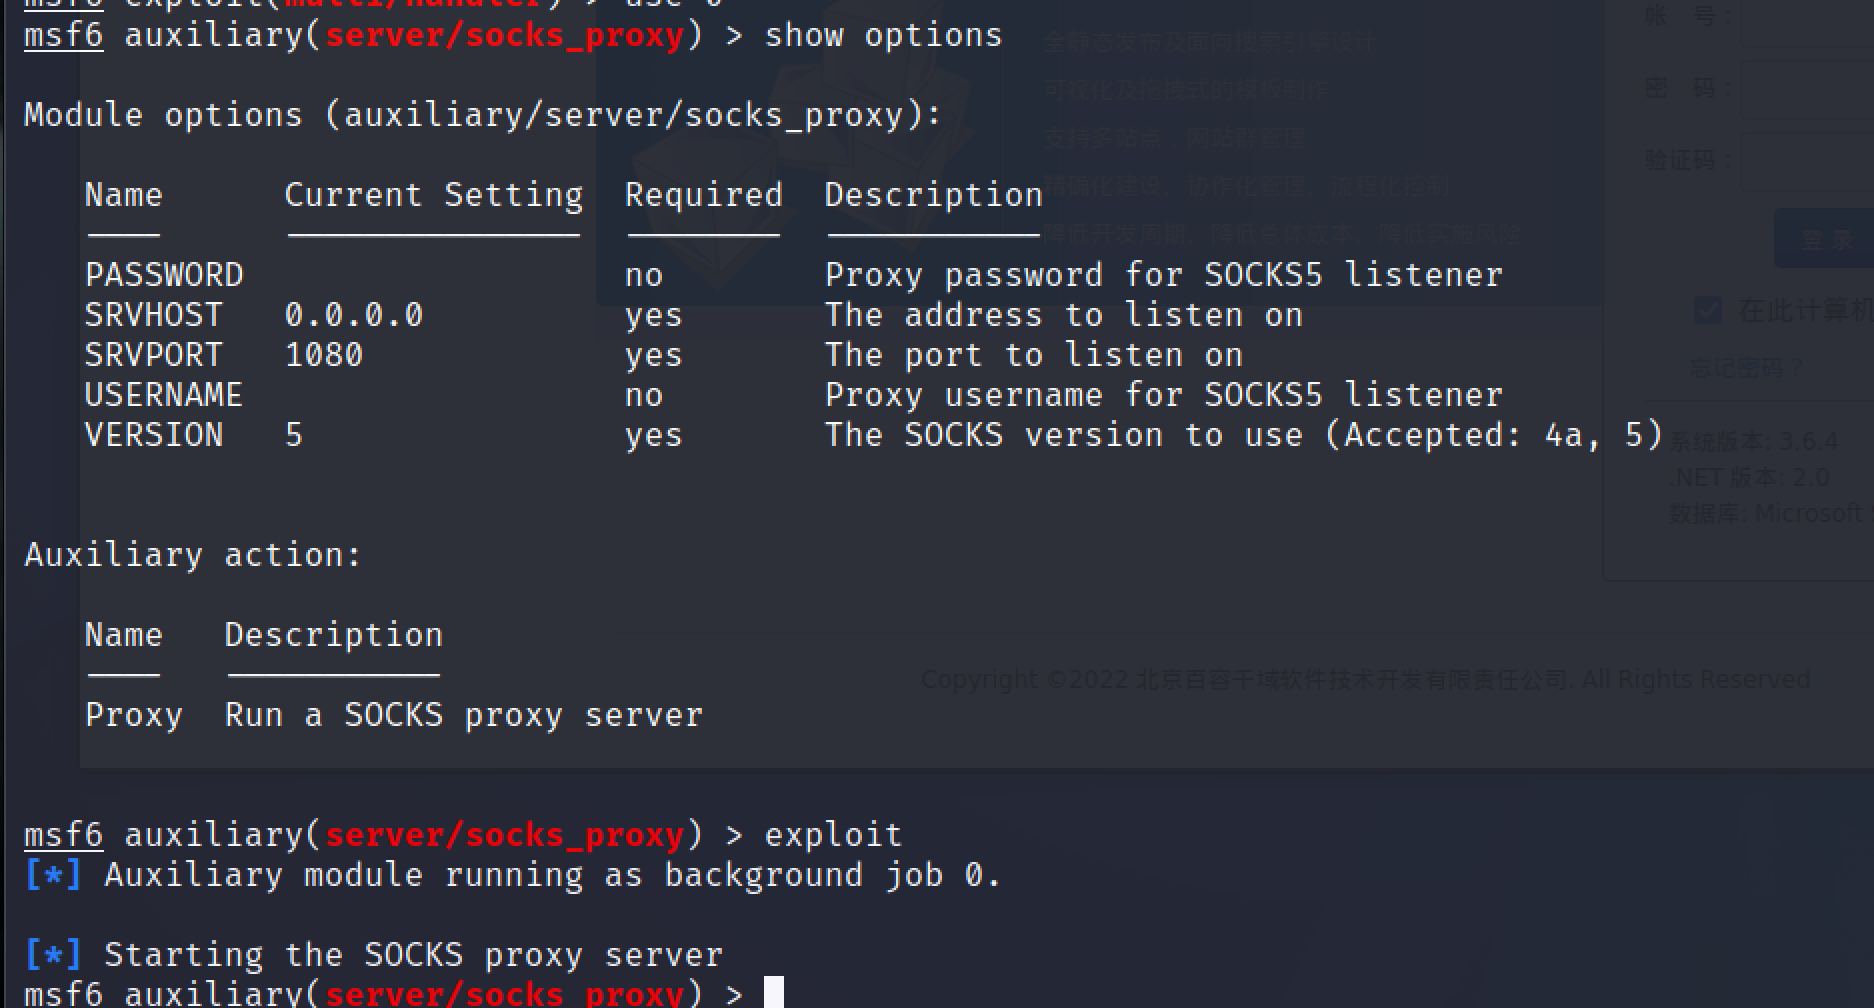 msf6 exploit(multi/handler) > use 0
msf6 auxiliary(server/socks_proxy) > show options
Module options (auxiliary/server/socks_proxy):
Name Current Setting Required Description
PASSWORD no Proxy password for SOCKS5 listener
SRVHOST 0.0.0.0 yes The address to listen on
SRVPORT 1080 yes The port to listen on
USERNAME no Proxy username for SOCKS5 listener
VERSION 5 yes The SOCKS version to use (Accepted: 4a, 5)
Auxiliary action:
Name Description
Proxy Run a SOCKS proxy server
msf6 auxiliary(server/socks_proxy) > exploit
[*] Auxiliary module running as background job 0.
[*] Starting the SOCKS proxy server
msf6 auxiliary(server/socks_proxy) >
全静态发布及面向搜索引擎设计
可视化及拖拽式的模板制作
支持多站点，网站群管理
精确化建设、协作化管理、
降低开发周期、降低总体成本、降低实施风险
帐 号：
密 码：
验证码：
登 录
在此计算机
忘记密码？
系统版本: 3.6.4
.NET 版本: 2.0
数据库: Microsoft
Copyright ©2022 北京百容千域软件技术开发有限责任公司. All Rights Reserved